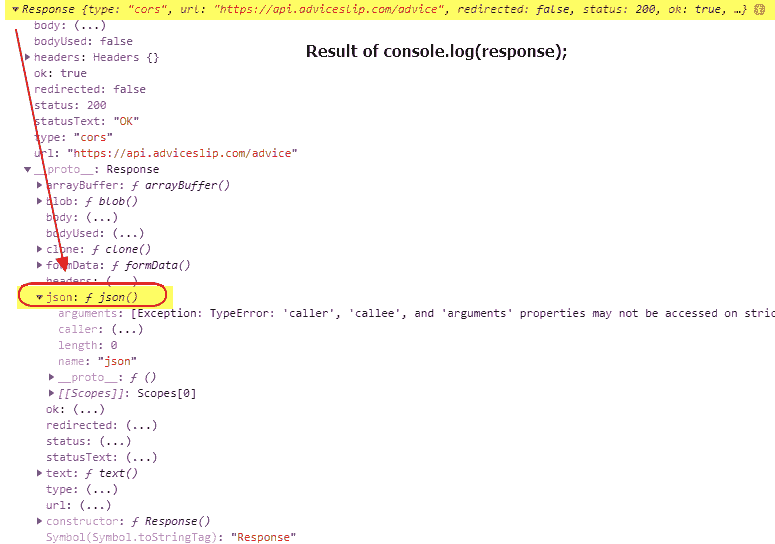 Response {type: "cors", url: "https://api.adviceslip.com/advice", redirected: false, status: 200, ok: true, …}
body: (...)
bodyUsed: false
Result of console.log(response);
headers: Headers {}
ok: true
redirected: false
status: 200
statusText: "OK"
type: "cors"
url: "https://api.adviceslip.com/advice"
__proto__: Response
arrayBuffer: ƒ arrayBuffer()
blob: ƒ blob()
body: (...)
bodyUsed: (...)
clone: ƒ clone()
formData: ƒ formData()
headers: (...)
json: ƒ json()
arguments: [Exception: TypeError: 'caller', 'callee', and 'arguments' properties may not be accessed on stric
caller: (...)
length: 0
name: "json"
__proto__: ƒ ()
[[Scopes]]: Scopes[0]
ok: (...)
redirected: (...)
status: (...)
statusText: (...)
text: ƒ text()
type: (...)
url: (...)
constructor: ƒ Response()
Symbol(Symbol.toStringTag): "Response"